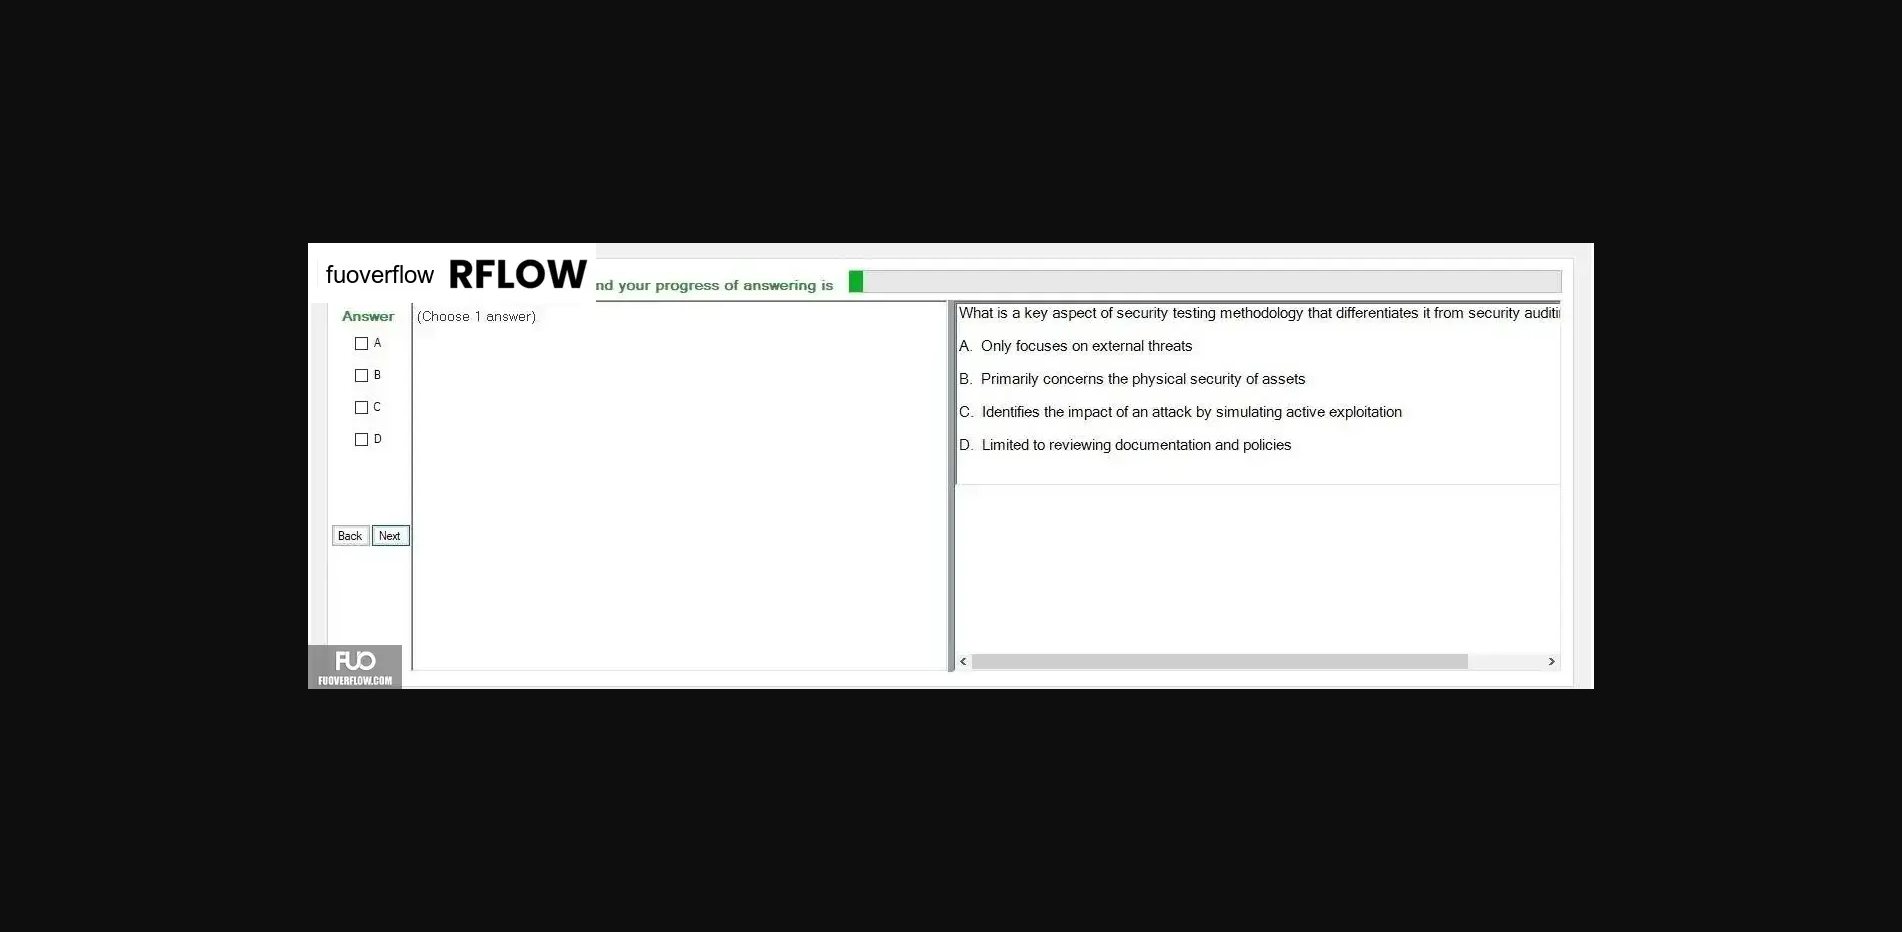 fuoverflow RFLOW
nd your progress of answering is
Answer
(Choose 1 answer)
A
B
C
D
Back Next
What is a key aspect of security testing methodology that differentiates it from security auditi
A. Only focuses on external threats
B. Primarily concerns the physical security of assets
C. Identifies the impact of an attack by simulating active exploitation
D. Limited to reviewing documentation and policies
FUO
FUOVERFLOW.COM